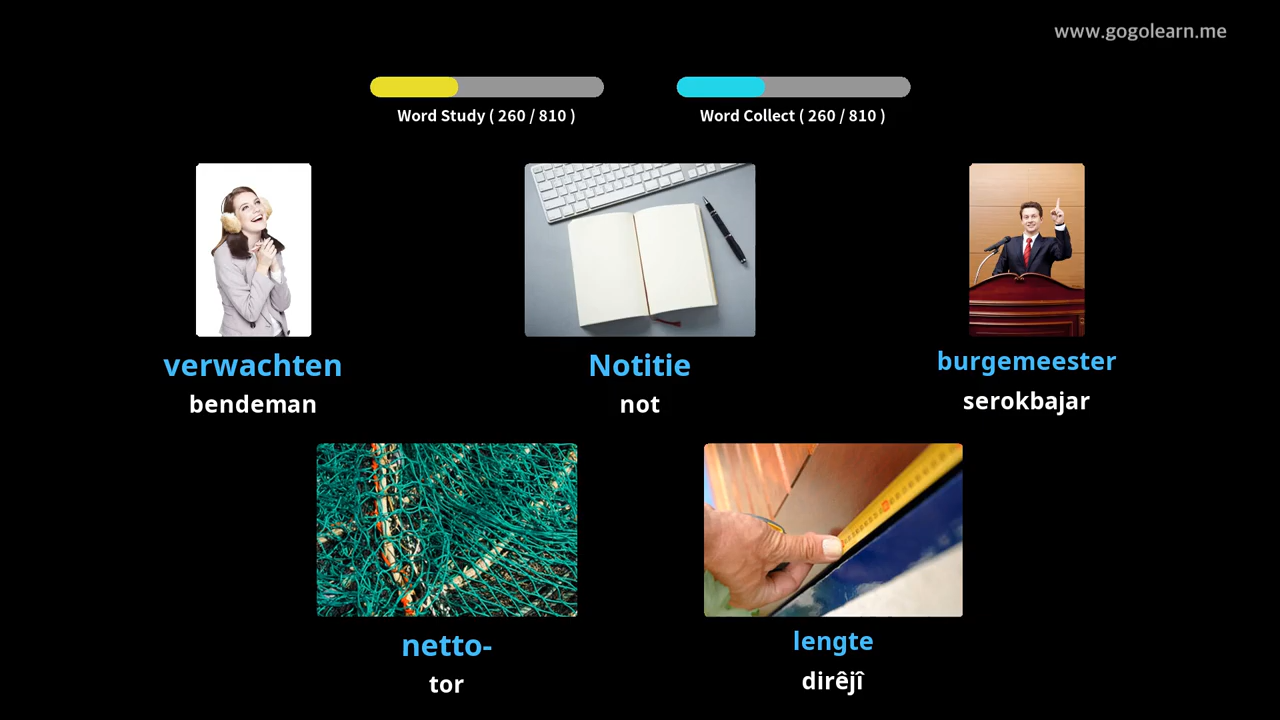 www.gogolearn.me
Word Study ( 260 / 810 )
Word Collect ( 260 / 810 )
verwachten
bendeman
Notitie
not
burgemeester
serokbajar
netto-
tor
lengte
dirêjî